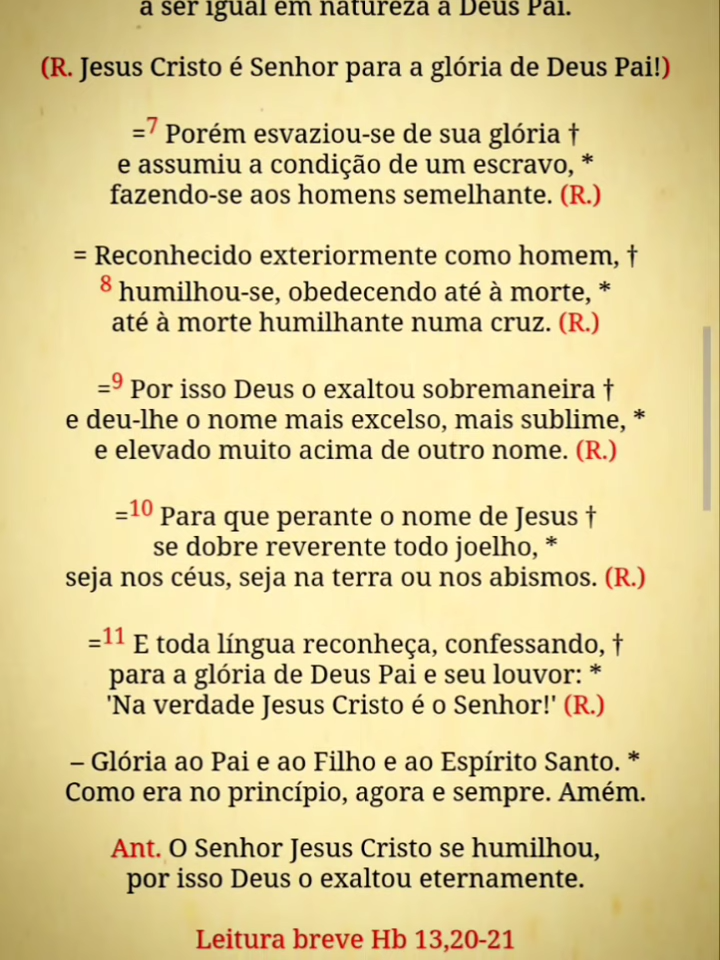 a ser igual em natureza a Deus Pai.
(R. Jesus Cristo é Senhor para a glória de Deus Pai!)
=7 Porém esvaziou-se de sua glória †
e assumiu a condição de um escravo, *
fazendo-se aos homens semelhante. (R.)
= Reconhecido exteriormente como homem, †
8 humilhou-se, obedecendo até à morte, *
até à morte humilhante numa cruz. (R.)
=9 Por isso Deus o exaltou sobremaneira †
e deu-lhe o nome mais excelso, mais sublime, *
e elevado muito acima de outro nome. (R.)
=10 Para que perante o nome de Jesus †
se dobre reverente todo joelho, *
seja nos céus, seja na terra ou nos abismos. (R.)
=11 E toda língua reconheça, confessando, †
para a glória de Deus Pai e seu louvor: *
'Na verdade Jesus Cristo é o Senhor!' (R.)
– Glória ao Pai e ao Filho e ao Espírito Santo. *
Como era no princípio, agora e sempre. Amém.
Ant. O Senhor Jesus Cristo se humilhou,
por isso Deus o exaltou eternamente.
Leitura breve Hb 13,20-21